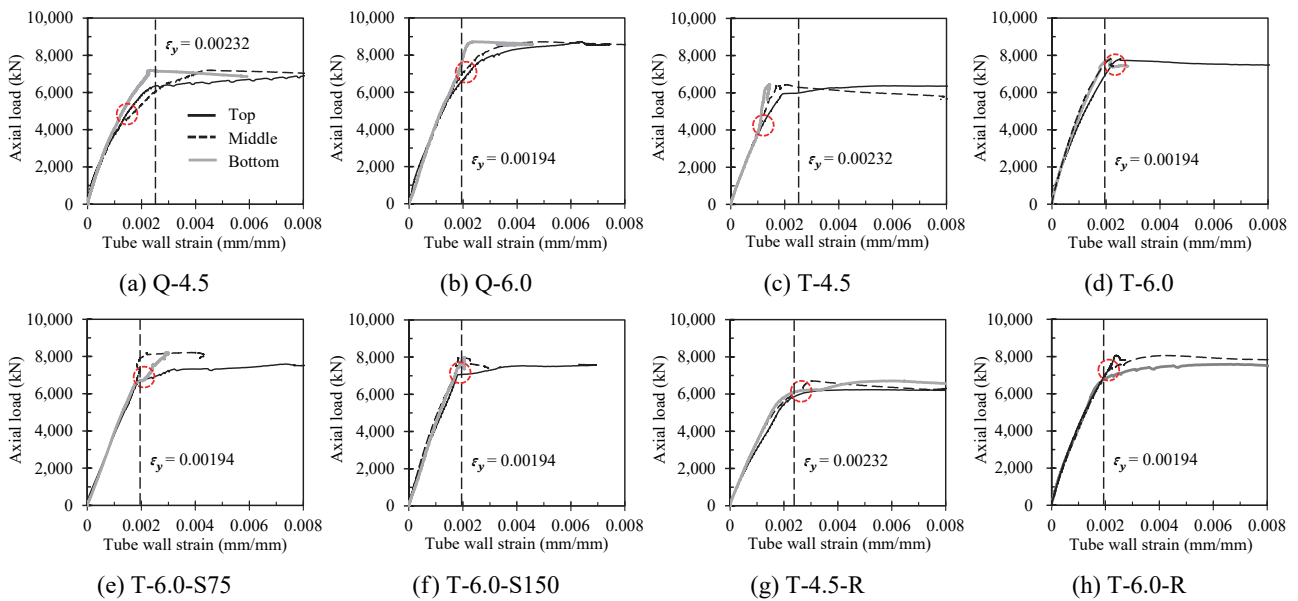 10,000
8,000
6,000
4,000
2,000
0
Axial load (kN)
εy = 0.00232
Top
Middle
Bottom
0 0.002 0.004 0.006 0.008
Tube wall strain (mm/mm)
(a) Q-4.5
10,000
8,000
6,000
4,000
2,000
0
Axial load (kN)
εy = 0.00194
0 0.002 0.004 0.006 0.008
Tube wall strain (mm/mm)
(b) Q-6.0
10,000
8,000
6,000
4,000
2,000
0
Axial load (kN)
εy = 0.00232
0 0.002 0.004 0.006 0.008
Tube wall strain (mm/mm)
(c) T-4.5
10,000
8,000
6,000
4,000
2,000
0
Axial load (kN)
εy = 0.00194
0 0.002 0.004 0.006 0.008
Tube wall strain (mm/mm)
(d) T-6.0
10,000
8,000
6,000
4,000
2,000
0
Axial load (kN)
εy = 0.00194
0 0.002 0.004 0.006 0.008
Tube wall strain (mm/mm)
(e) T-6.0-S75
10,000
8,000
6,000
4,000
2,000
0
Axial load (kN)
εy = 0.00194
0 0.002 0.004 0.006 0.008
Tube wall strain (mm/mm)
(f) T-6.0-S150
10,000
8,000
6,000
4,000
2,000
0
Axial load (kN)
εy = 0.00232
0 0.002 0.004 0.006 0.008
Tube wall strain (mm/mm)
(g) T-4.5-R
10,000
8,000
6,000
4,000
2,000
0
Axial load (kN)
εy = 0.00194
0 0.002 0.004 0.006 0.008
Tube wall strain (mm/mm)
(h) T-6.0-R